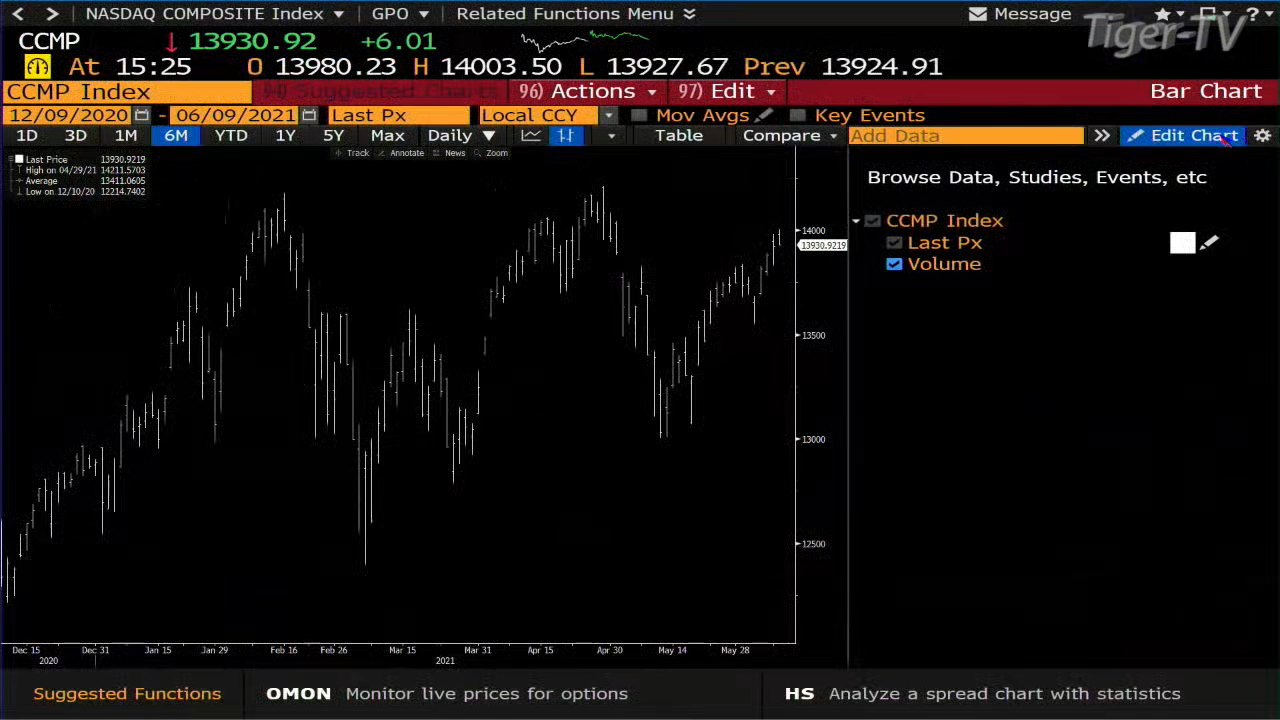 NASDAQ COMPOSITE Index GPO Related Functions Menu Message ?
Tiger-TV
CCMP 13930.92 +6.01
At 15:25 O 13980.23 H 14003.50 L 13927.67 Prev 13924.91
CCMP Index Suggested Charts 96) Actions 97) Edit Bar Chart
12/09/2020 - 06/09/2021 Last Px Local CCY Mov Avgs Key Events
1D 3D 1M 6M YTD 1Y 5Y Max Daily Table Compare Add Data Edit Chart
Track Annotate News Zoom
Last Price 13930.9219
High on 04/29/21 14211.5703
Average 13411.0605
Low on 12/10/20 12214.7402
Browse Data, Studies, Events, etc
CCMP Index
Last Px
Volume
14000
13930.9219
13500
13000
12500
Dec 15 Dec 31 Jan 15 Jan 29 Feb 16 Feb 26 Mar 15 Mar 31 Apr 15 Apr 30 May 14 May 28
2020 2021
Suggested Functions OMON Monitor live prices for options HS Analyze a spread chart with statistics